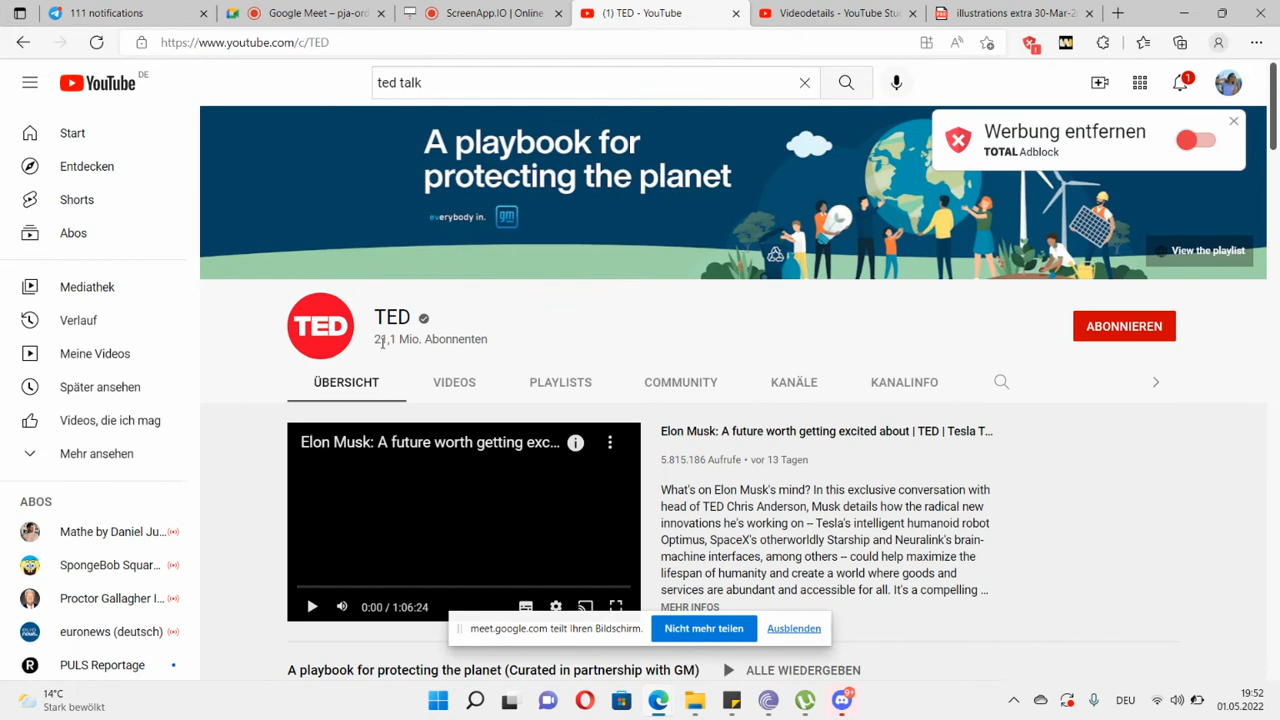 111 notifications
Google Meet – pja-ord
ScreenApp.IO | Online
(1) TED - YouTube
Videodetails - YouTube Stu
illustrations extra 30-Mar-2
https://www.youtube.com/c/TED
YouTube DE
ted talk
1
Start
Entdecken
Shorts
Abos
Mediathek
Verlauf
Meine Videos
Später ansehen
Videos, die ich mag
Mehr ansehen
ABOS
Mathe by Daniel Ju...
SpongeBob Squar...
Proctor Gallagher I...
euronews (deutsch)
PULS Reportage
A playbook for
protecting the planet
everybody in. gm
Werbung entfernen
TOTAL Adblock
View the playlist
TED
TED
21,1 Mio. Abonnenten
ABONNIEREN
ÜBERSICHT
VIDEOS
PLAYLISTS
COMMUNITY
KANÄLE
KANALINFO
Elon Musk: A future worth getting exc...
0:00 / 1:06:24
Elon Musk: A future worth getting excited about | TED | Tesla T...
5.815.186 Aufrufe • vor 13 Tagen
What's on Elon Musk's mind? In this exclusive conversation with
head of TED Chris Anderson, Musk details how the radical new
innovations he's working on -- Tesla's intelligent humanoid robot
Optimus, SpaceX's otherworldly Starship and Neuralink's brain-
machine interfaces, among others -- could help maximize the
lifespan of humanity and create a world where goods and
services are abundant and accessible for all. It's a compelling ...
MEHR INFOS
meet.google.com teilt Ihren Bildschirm.
Nicht mehr teilen
Ausblenden
A playbook for protecting the planet (Curated in partnership with GM)
ALLE WIEDERGEBEN
14°C
Stark bewölkt
DEU
19:52
01.05.2022